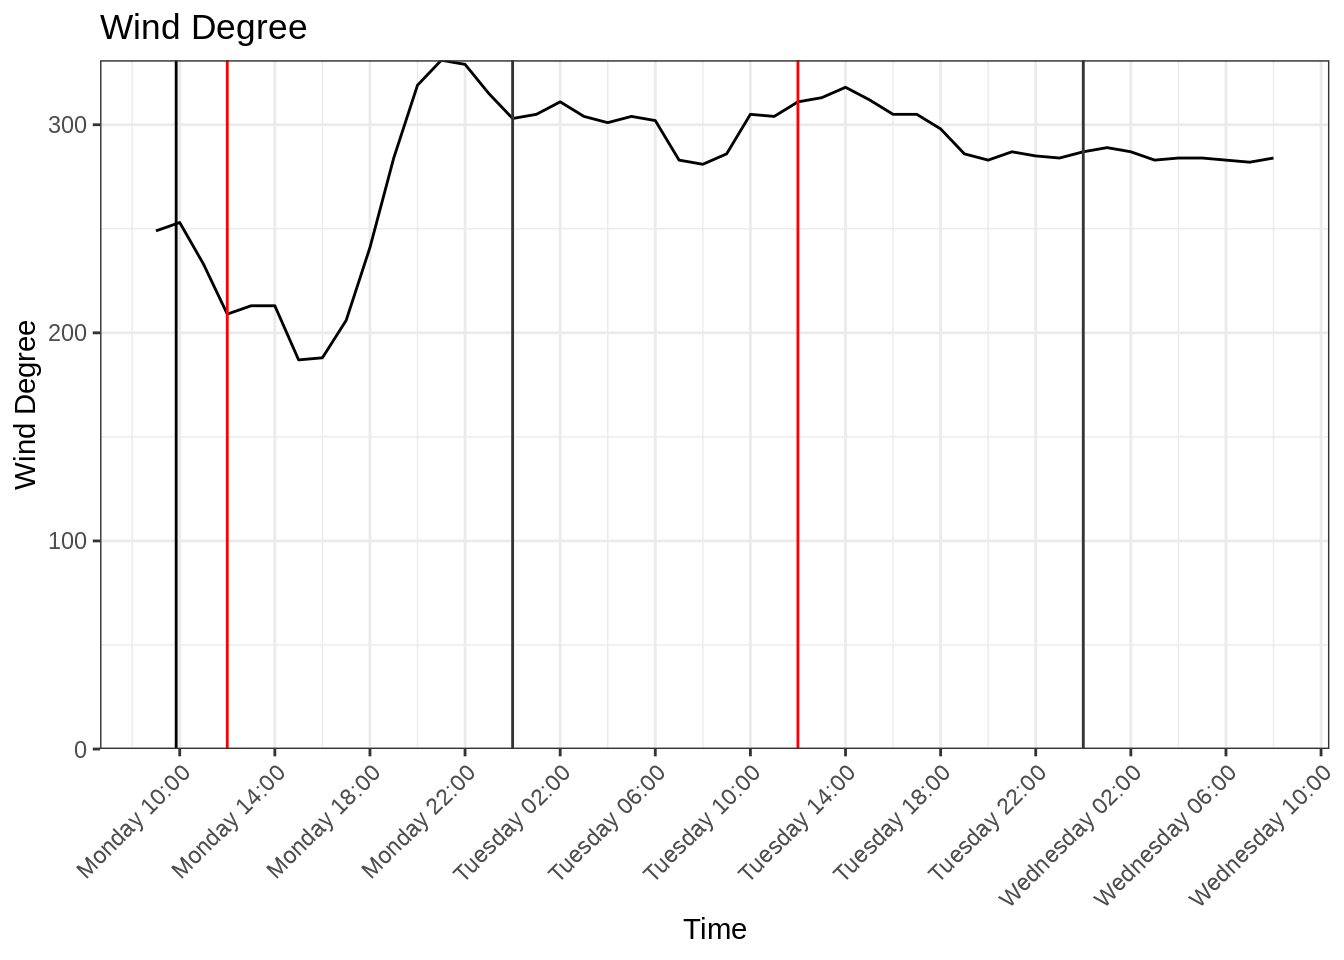 Wind Degree
Wind Degree
300
200
100
0
Monday 10:00
Monday 14:00
Monday 18:00
Monday 22:00
Tuesday 02:00
Tuesday 06:00
Tuesday 10:00
Tuesday 14:00
Tuesday 18:00
Tuesday 22:00
Wednesday 02:00
Wednesday 06:00
Wednesday 10:00
Time